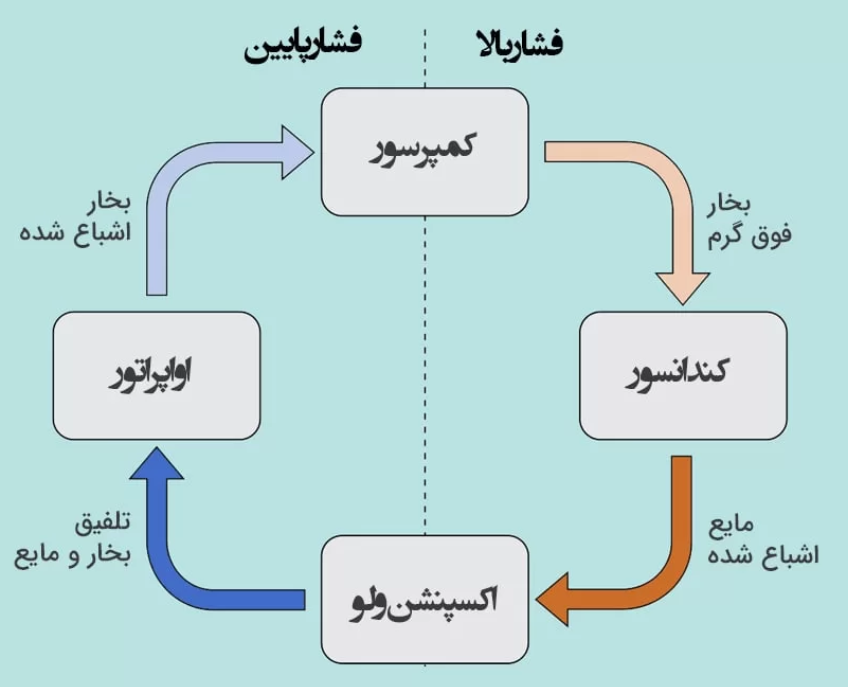 فشاربالا
فشارپایین
کمپرسور
بخار
فوق گرم
بخار
اشباع شده
کندانسور
اواپراتور
مایع
اشباع شده
تلفیق
بخار و مایع
اکسپنشن‌ولو